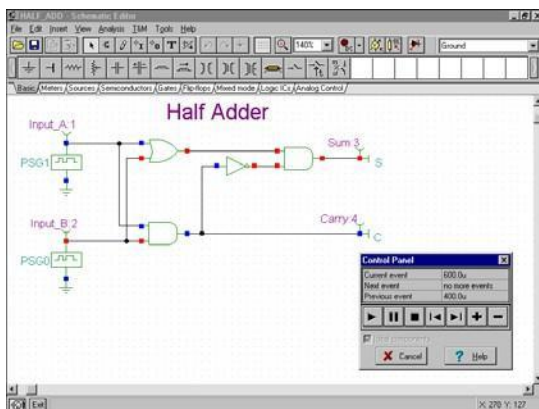 HALF_ADD - Schematic Editor
File Edit Insert View Analysis T&M Tools Help
140%
Ground
Basic Meters Sources Semiconductors Gates Flip-flops Mixed mode Logic ICs Analog Control
Half Adder
Input_A:1
PSG1
Sum 3
S
Input_B:2
PSG0
Carry:4
C
Control Panel
Current event 600.0u
Next event no more events
Previous event 400.0u
Cancel
Help
Exit
X: 270 Y: 127